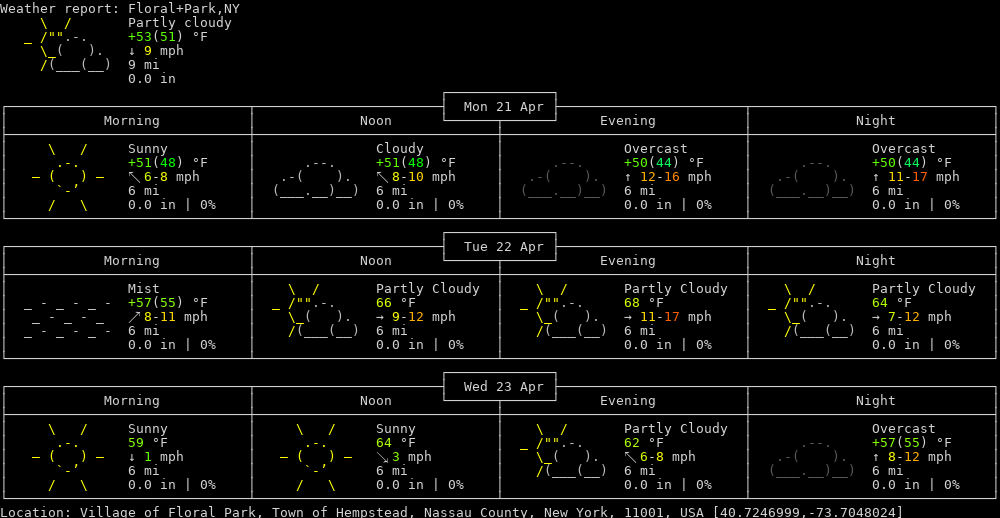 Weather report: Floral+Park,NY
Partly cloudy
+53(51) °F
↓ 9 mph
9 mi
0.0 in
Mon 21 Apr
Morning Noon Evening Night
Sunny Cloudy Overcast Overcast
+51(48) °F +51(48) °F +50(44) °F +50(44) °F
↖ 6-8 mph ↖ 8-10 mph ↑ 12-16 mph ↑ 11-17 mph
6 mi 6 mi 6 mi 6 mi
0.0 in | 0% 0.0 in | 0% 0.0 in | 0% 0.0 in | 0%
Tue 22 Apr
Morning Noon Evening Night
Mist Partly Cloudy Partly Cloudy Partly Cloudy
+57(55) °F 66 °F 68 °F 64 °F
↗ 8-11 mph → 9-12 mph → 11-17 mph → 7-12 mph
6 mi 6 mi 6 mi 6 mi
0.0 in | 0% 0.0 in | 0% 0.0 in | 0% 0.0 in | 0%
Wed 23 Apr
Morning Noon Evening Night
Sunny Sunny Partly Cloudy Overcast
59 °F 64 °F 62 °F +57(55) °F
↓ 1 mph ↘ 3 mph ↖ 6-8 mph ↑ 8-12 mph
6 mi 6 mi 6 mi 6 mi
0.0 in | 0% 0.0 in | 0% 0.0 in | 0% 0.0 in | 0%
Location: Village of Floral Park, Town of Hempstead, Nassau County, New York, 11001, USA [40.7246999,-73.7048024]